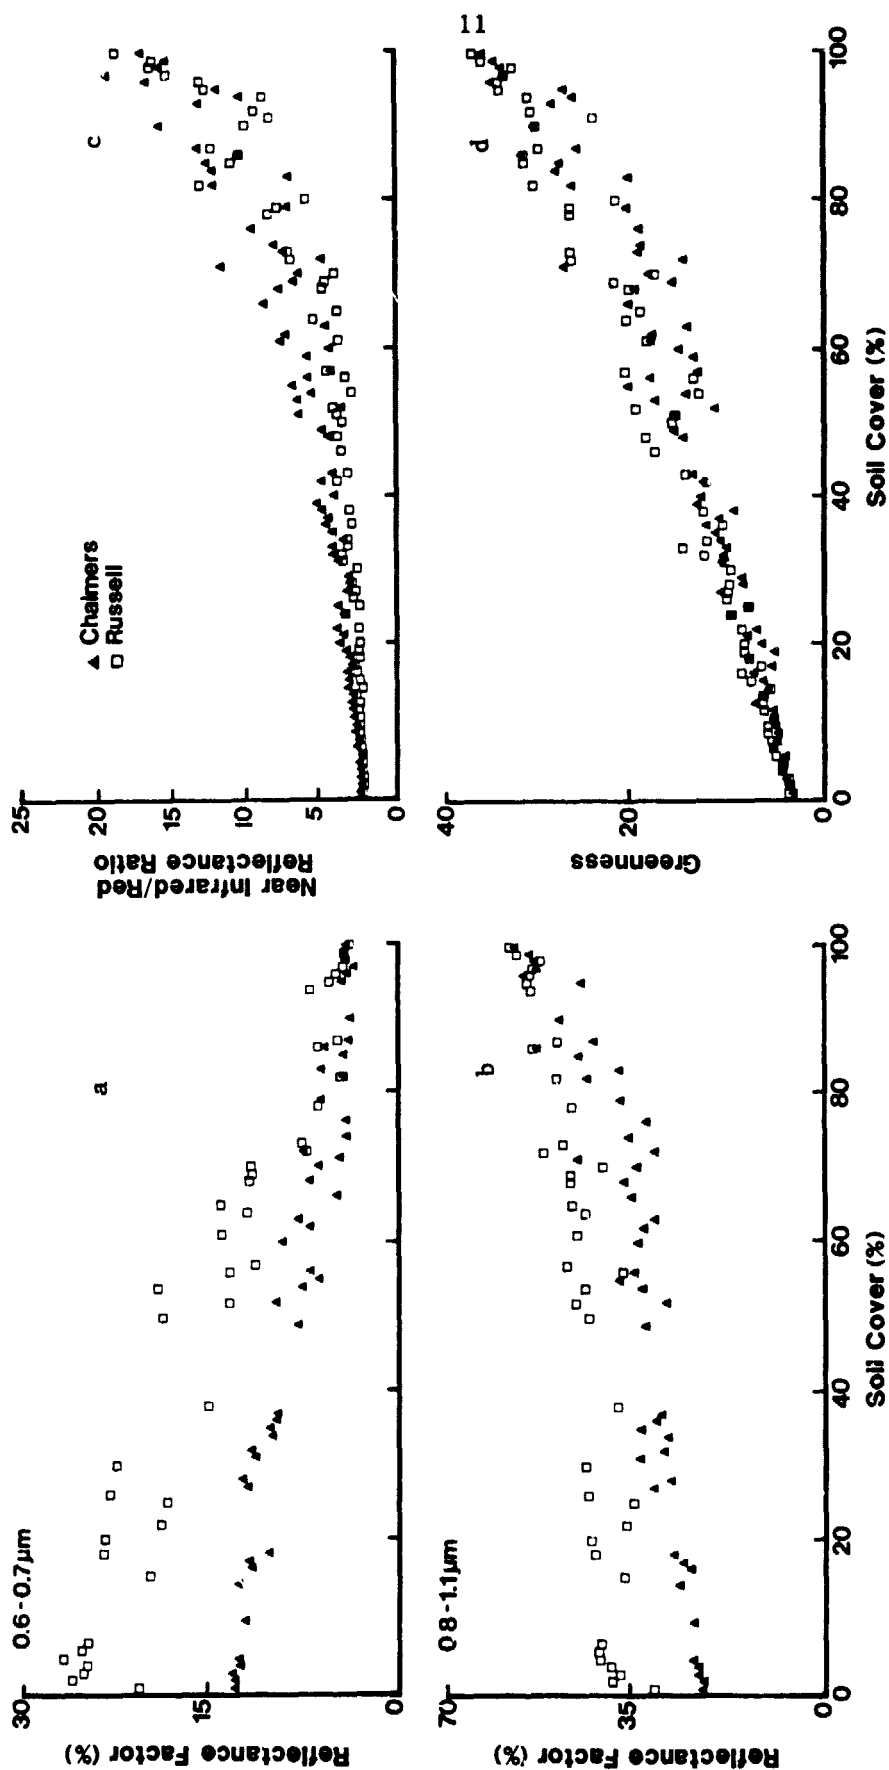 11
0.6-0.7µm
a
30
15
0
Reflectance Factor (%)
0.8-1.1µm
b
70
35
0
Reflectance Factor (%)
0
20
40
60
80
100
Soil Cover (%)
c
▲ Chalmers
□ Russell
25
20
15
10
5
0
Near Infrared/Red
Reflectance Ratio
d
40
20
0
Greenness
0
20
40
60
80
100
Soil Cover (%)